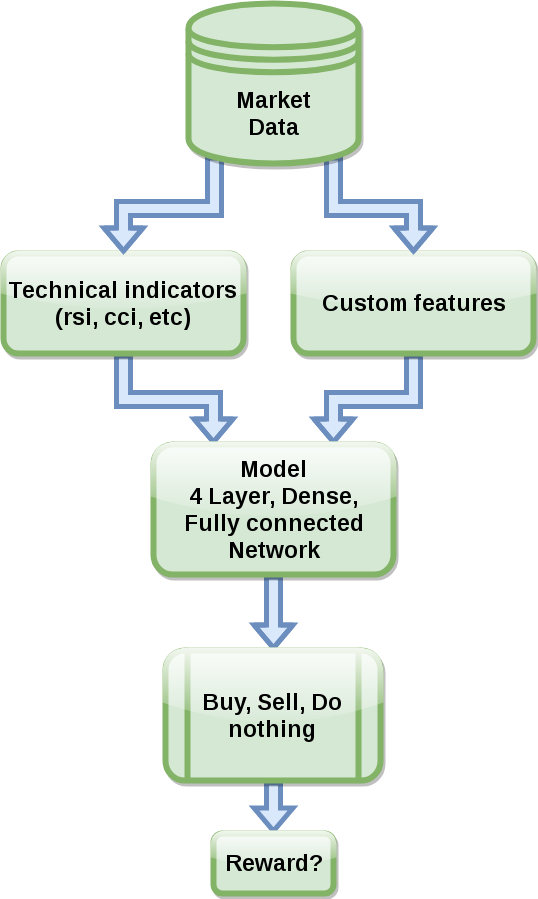 Market
Data
Technical indicators
(rsi, cci, etc)
Custom features
Model
4 Layer, Dense,
Fully connected
Network
Buy, Sell, Do
nothing
Reward?